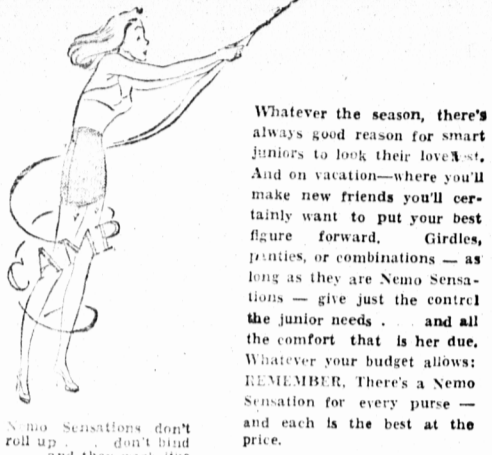 CAMP
Nemo Sensations don't
roll up . . don't bind
Whatever the season, there's
always good reason for smart
juniors to look their loveliest.
And on vacation—where you'll
make new friends you'll cer-
tainly want to put your best
figure forward. Girdles,
panties, or combinations — as
long as they are Nemo Sensa-
tions — give just the control
the junior needs . . and all
the comfort that is her due.
Whatever your budget allows:
REMEMBER, There's a Nemo
Sensation for every purse —
and each is the best at the
price.